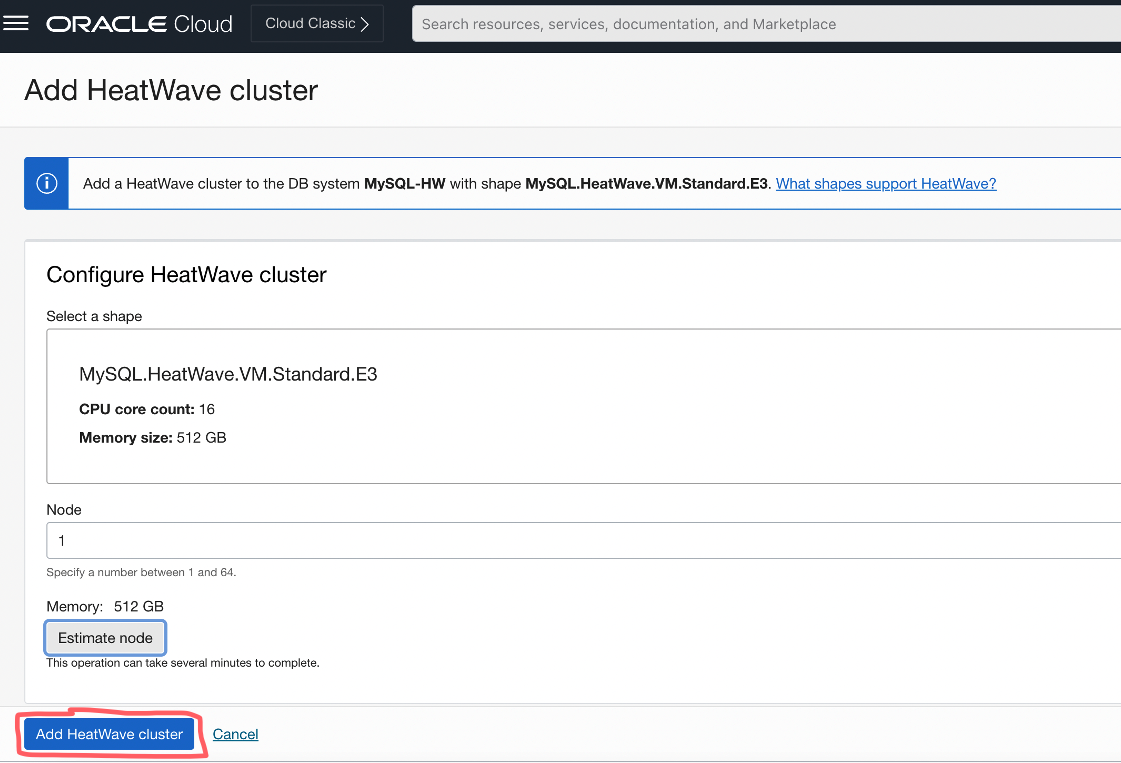 ORACLE Cloud
Cloud Classic
Search resources, services, documentation, and Marketplace
Add HeatWave cluster
Add a HeatWave cluster to the DB system MySQL-HW with shape MySQL.HeatWave.VM.Standard.E3. What shapes support HeatWave?
Configure HeatWave cluster
Select a shape
MySQL.HeatWave.VM.Standard.E3
CPU core count: 16
Memory size: 512 GB
Node
1
Specify a number between 1 and 64.
Memory: 512 GB
Estimate node
This operation can take several minutes to complete.
Add HeatWave cluster Cancel